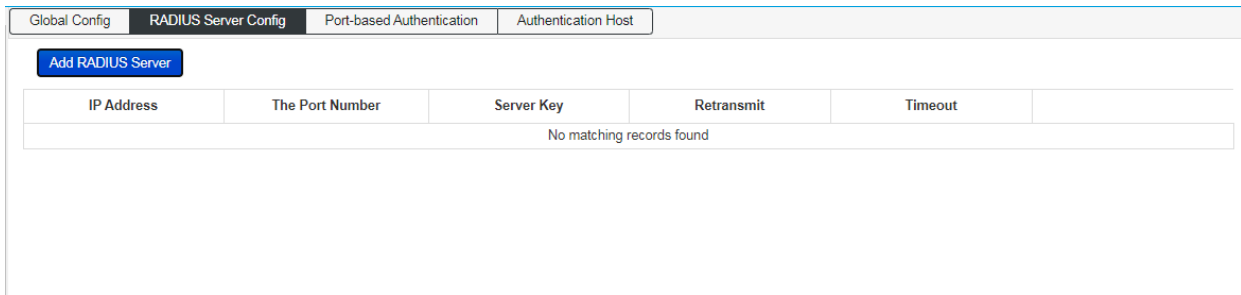 Global Config RADIUS Server Config Port-based Authentication Authentication Host
Add RADIUS Server
IP Address The Port Number Server Key Retransmit Timeout
No matching records found